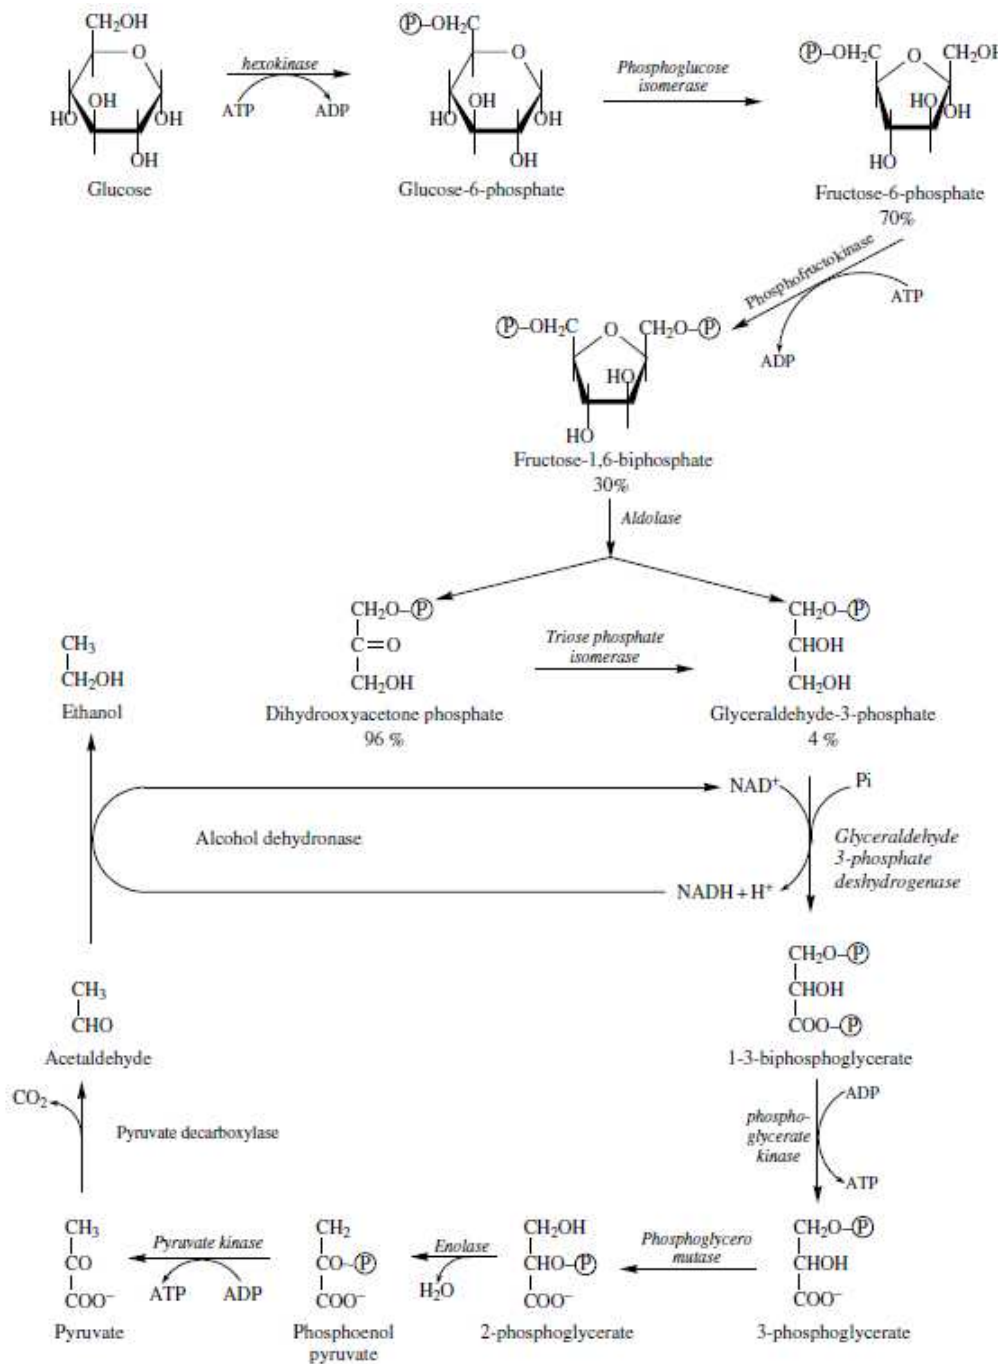 CH₂OH
O
OH
HO
OH
OH
Glucose
hexokinase
ATP
ADP
Ⓟ–OH₂C
O
OH
HO
OH
OH
Glucose-6-phosphate
Phosphoglucose
isomerase
Ⓟ–OH₂C
O
CH₂OH
HO
OH
HO
Fructose-6-phosphate
70%
Phosphofructokinase
ATP
ADP
Ⓟ–OH₂C
O
CH₂O–Ⓟ
HO
HO
Fructose-1,6-biphosphate
30%
Aldolase
CH₂O–Ⓟ
C=O
CH₂OH
Dihydrooxyacetone phosphate
96 %
Triose phosphate
isomerase
CH₂O–Ⓟ
CHOH
CH₂OH
Glyceraldehyde-3-phosphate
4 %
CH₃
CH₂OH
Ethanol
Alcohol dehydronase
NAD⁺
Pi
NADH + H⁺
Glyceraldehyde
3-phosphate
deshydrogenase
CH₂O–Ⓟ
CHOH
COO–Ⓟ
1-3-biphosphoglycerate
ADP
phospho-
glycerate
kinase
ATP
CH₂O–Ⓟ
CHOH
COO⁻
3-phosphoglycerate
Phosphoglycero
mutase
CH₂OH
CHO–Ⓟ
COO⁻
2-phosphoglycerate
Enolase
H₂O
CH₂
CO–Ⓟ
COO⁻
Phosphoenol
pyruvate
Pyruvate kinase
ATP
ADP
CH₃
CO
COO⁻
Pyruvate
CO₂
Pyruvate decarboxylase
CH₃
CHO
Acetaldehyde